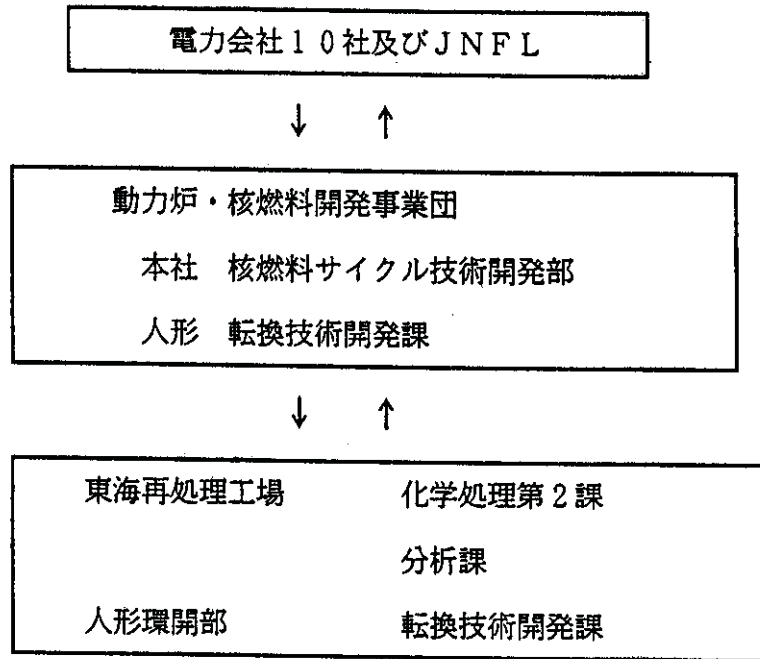 電力会社10社及びJNFL
↓ ↑
動力炉・核燃料開発事業団
本社 核燃料サイクル技術開発部
人形 転換技術開発課
↓ ↑
東海再処理工場 化学処理第2課
分析課
人形環開部 転換技術開発課